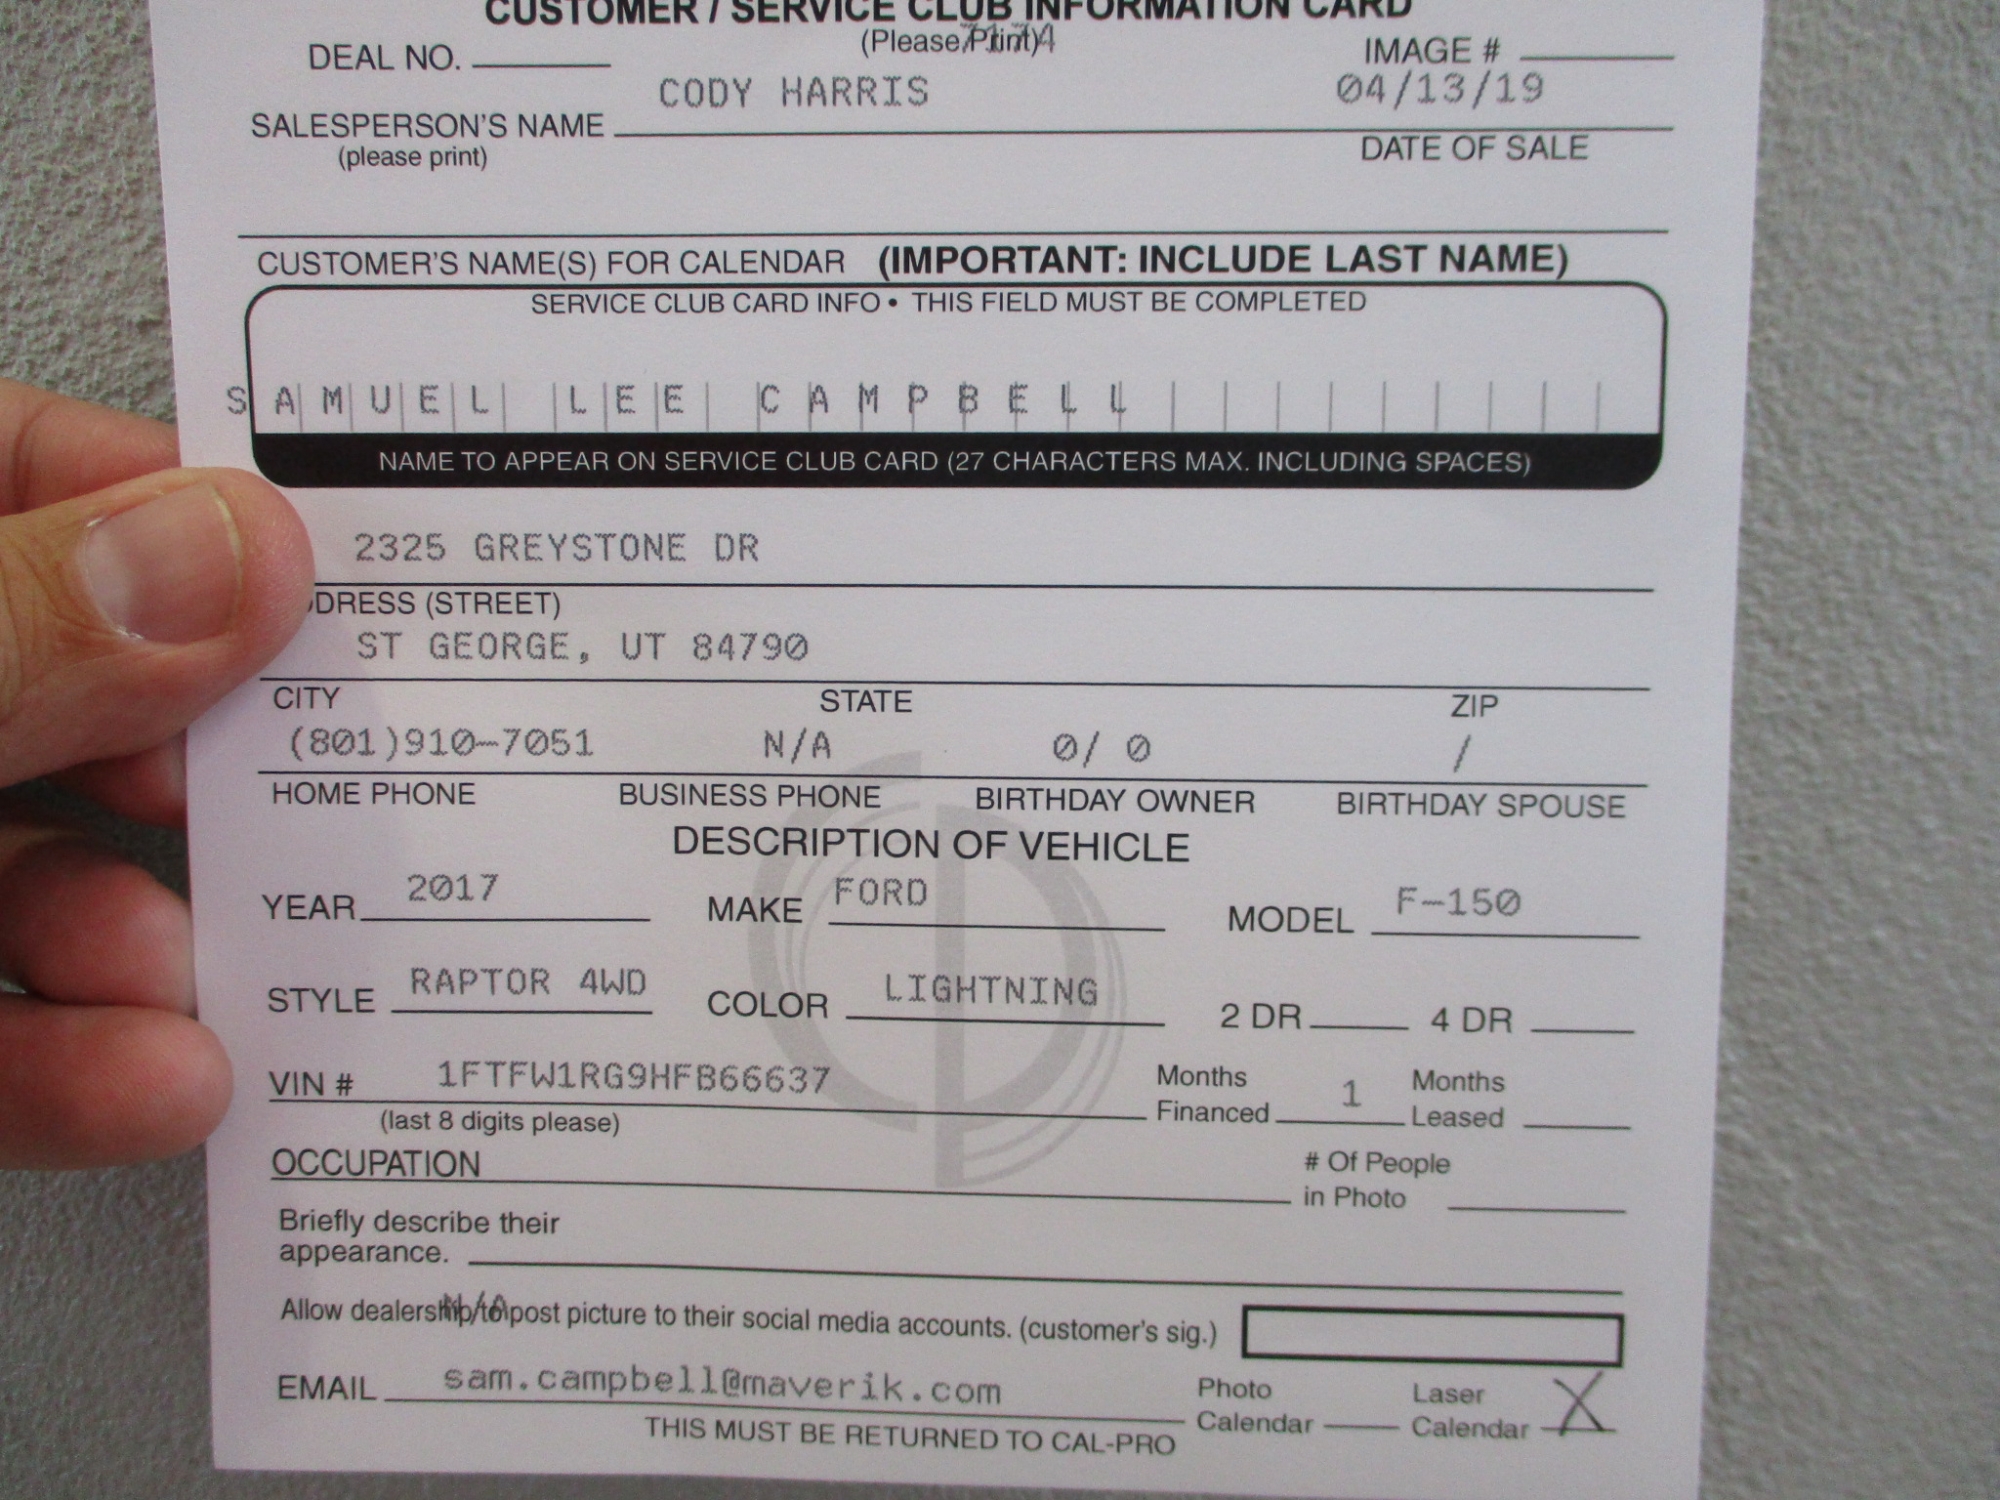 CUSTOMER / SERVICE CLUB INFORMATION CARD
(Please Print)
DEAL NO. IMAGE #
CODY HARRIS 04/13/19
SALESPERSON'S NAME DATE OF SALE
(please print)
CUSTOMER'S NAME(S) FOR CALENDAR (IMPORTANT: INCLUDE LAST NAME)
SERVICE CLUB CARD INFO • THIS FIELD MUST BE COMPLETED
SAMUEL LEE CAMPBELL
NAME TO APPEAR ON SERVICE CLUB CARD (27 CHARACTERS MAX. INCLUDING SPACES)
2325 GREYSTONE DR
DRESS (STREET)
ST GEORGE, UT 84790
CITY STATE ZIP
(801)910-7051 N/A 0/ 0 /
HOME PHONE BUSINESS PHONE BIRTHDAY OWNER BIRTHDAY SPOUSE
DESCRIPTION OF VEHICLE
YEAR 2017 MAKE FORD MODEL F-150
STYLE RAPTOR 4WD COLOR LIGHTNING 2 DR 4 DR
VIN # 1FTFW1RG9HFB66637 Months Financed 1 Months Leased
(last 8 digits please)
OCCUPATION # Of People in Photo
Briefly describe their
appearance.
N/A
Allow dealership to post picture to their social media accounts. (customer's sig.)
EMAIL sam.campbell@maverik.com Photo Calendar Laser Calendar X
THIS MUST BE RETURNED TO CAL-PRO